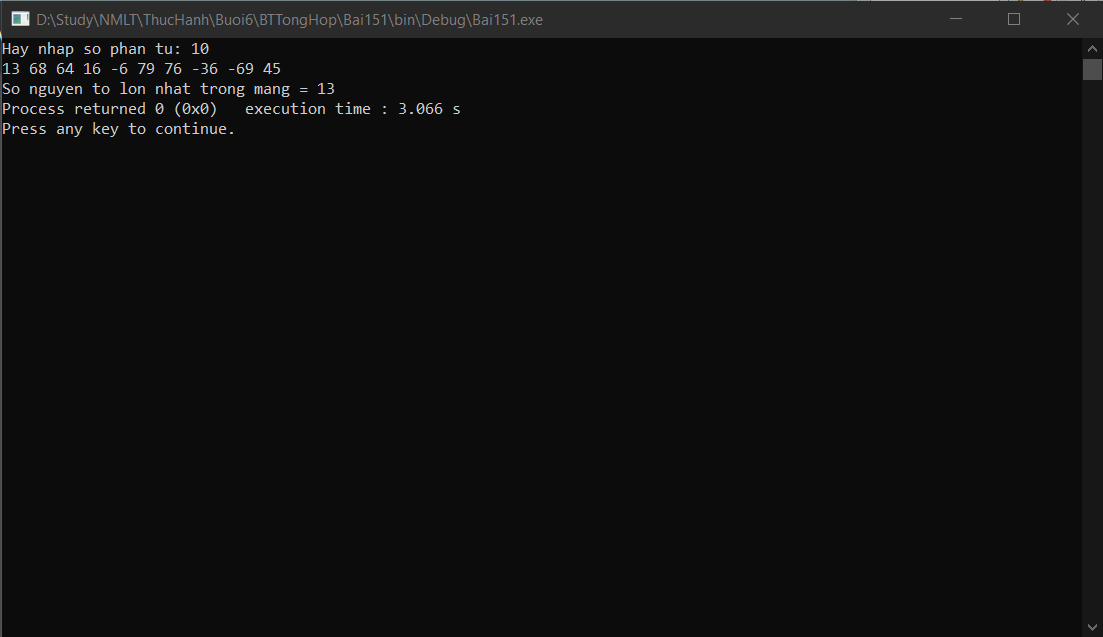 D:\Study\NMLT\ThucHanh\Buoi6\BTTongHop\Bai151\bin\Debug\Bai151.exe
Hay nhap so phan tu: 10
13 68 64 16 -6 79 76 -36 -69 45
So nguyen to lon nhat trong mang = 13
Process returned 0 (0x0)   execution time : 3.066 s
Press any key to continue.